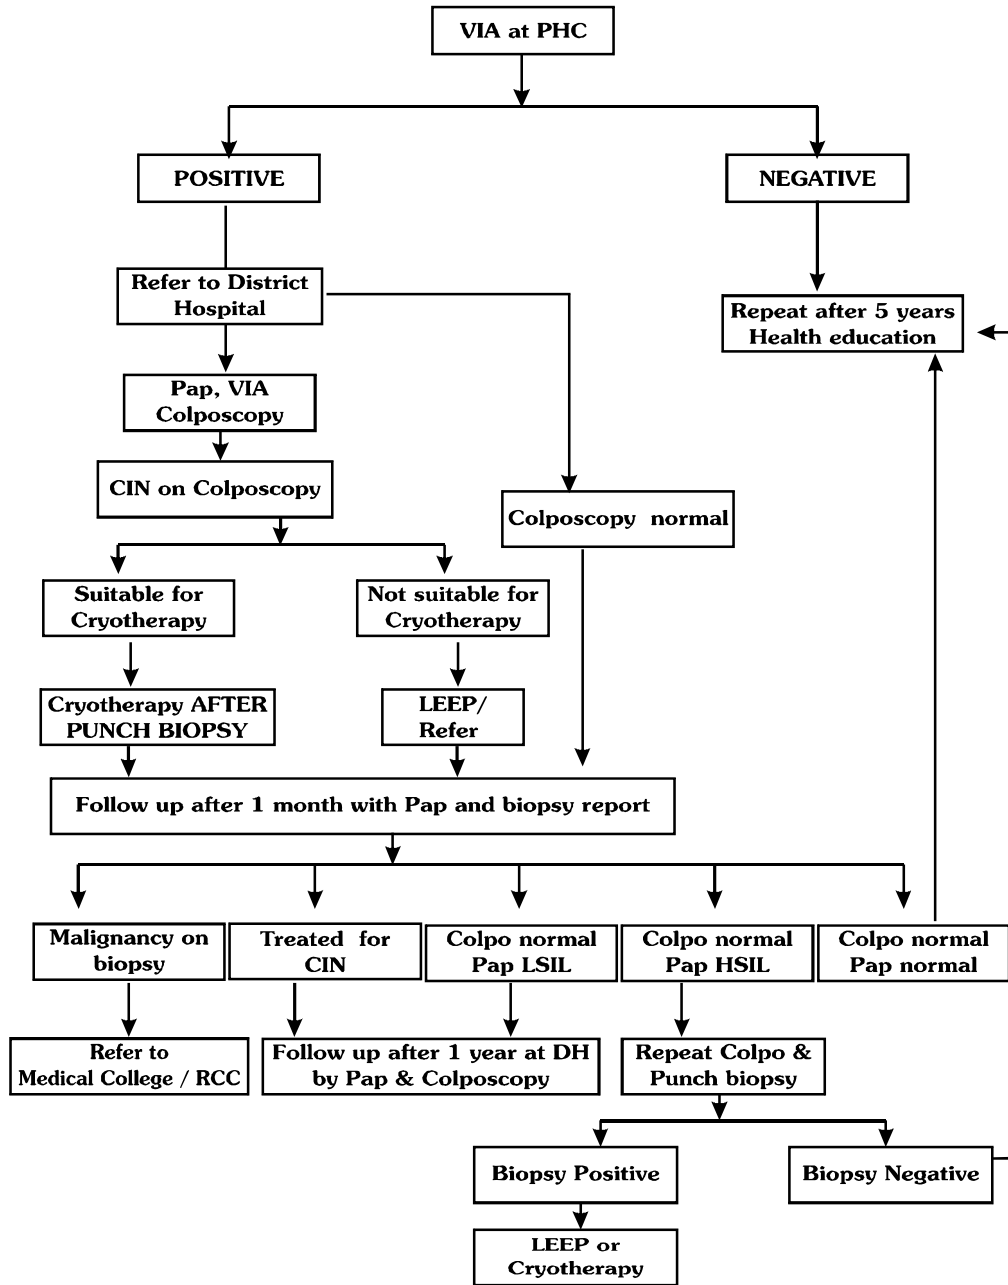 VIA at PHC
POSITIVE
NEGATIVE
Refer to District
Hospital
Repeat after 5 years
Health education
Pap, VIA
Colposcopy
CIN on Colposcopy
Colposcopy normal
Suitable for
Cryotherapy
Not suitable for
Cryotherapy
Cryotherapy AFTER
PUNCH BIOPSY
LEEP/
Refer
Follow up after 1 month with Pap and biopsy report
Malignancy on
biopsy
Treated for
CIN
Colpo normal
Pap LSIL
Colpo normal
Pap HSIL
Colpo normal
Pap normal
Refer to
Medical College / RCC
Follow up after 1 year at DH
by Pap & Colposcopy
Repeat Colpo &
Punch biopsy
Biopsy Positive
Biopsy Negative
LEEP or
Cryotherapy